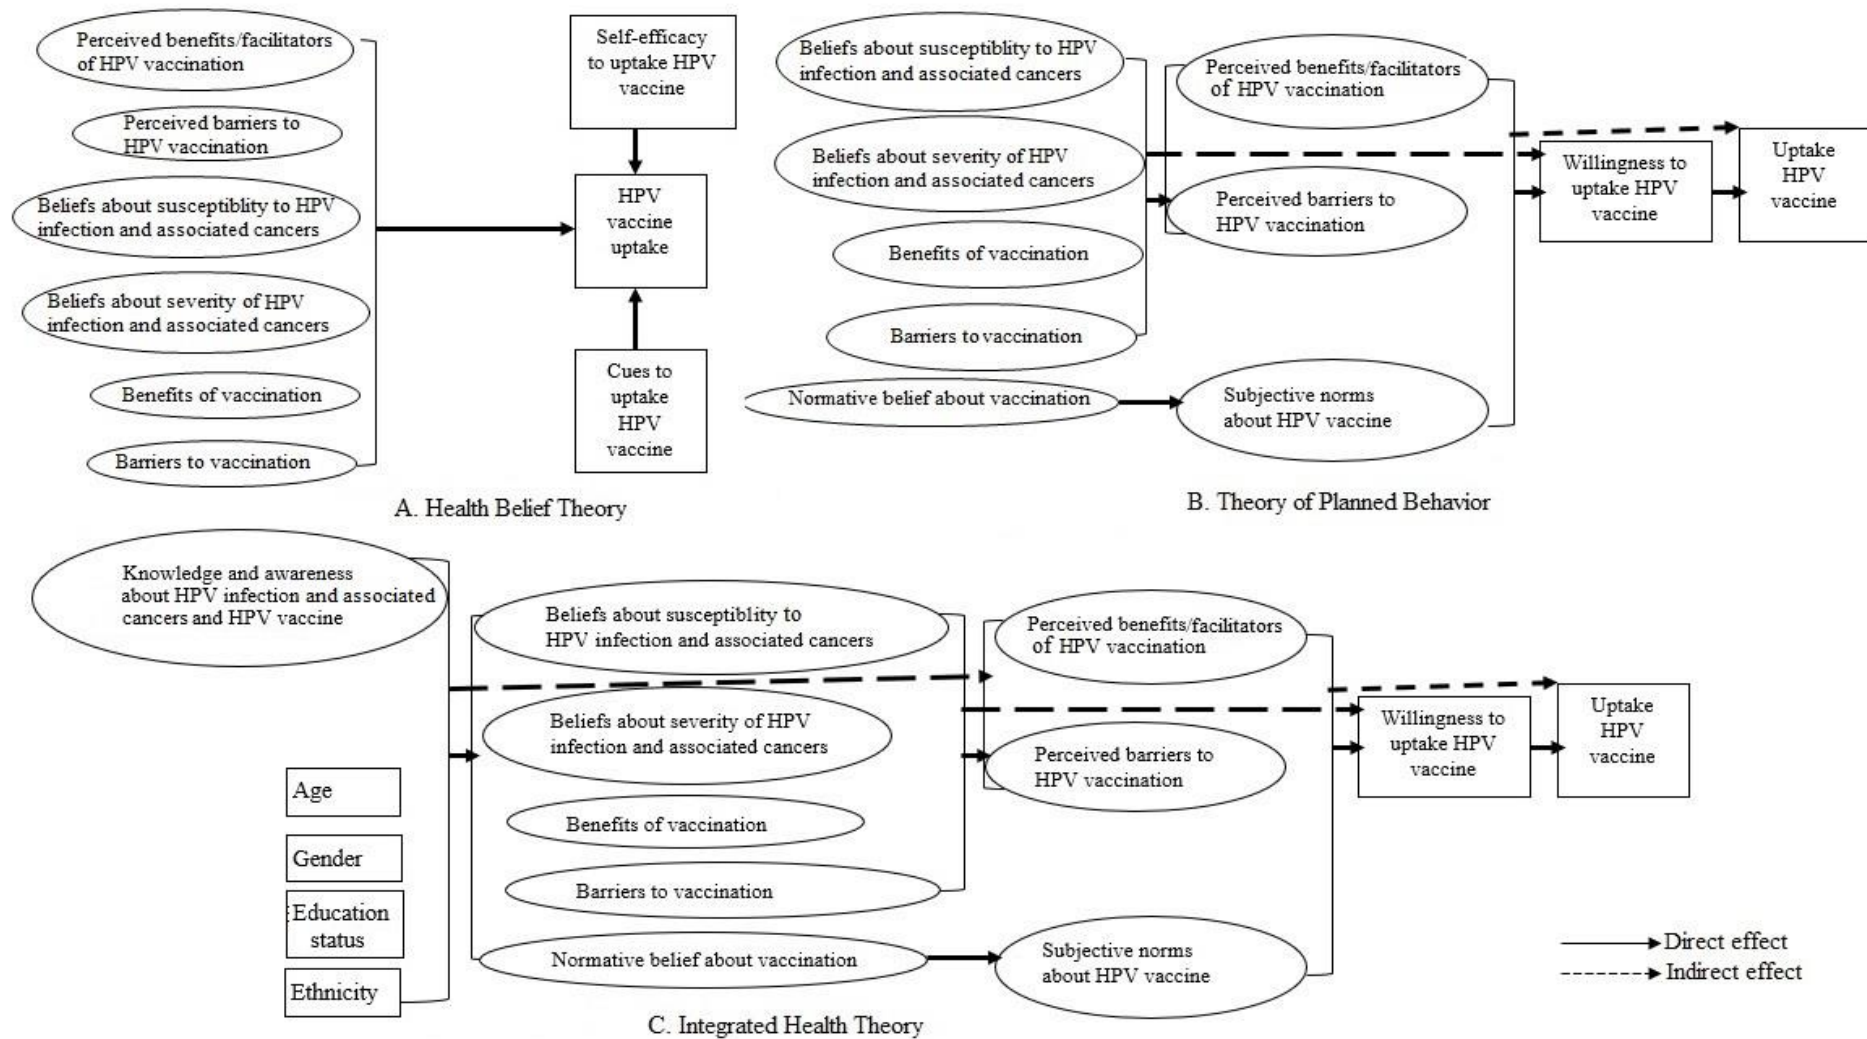 Perceived benefits/facilitators
of HPV vaccination
Perceived barriers to
HPV vaccination
Beliefs about susceptiblity to HPV
infection and associated cancers
Beliefs about severity of HPV
infection and associated cancers
Benefits of vaccination
Barriers to vaccination
Self-efficacy
to uptake HPV
vaccine
HPV
vaccine
uptake
Cues to
uptake
HPV
vaccine
A. Health Belief Theory
Beliefs about susceptiblity to HPV
infection and associated cancers
Beliefs about severity of HPV
infection and associated cancers
Benefits of vaccination
Barriers to vaccination
Normative belief about vaccination
Perceived benefits/facilitators
of HPV vaccination
Perceived barriers to
HPV vaccination
Subjective norms
about HPV vaccine
Willingness to
uptake HPV
vaccine
Uptake
HPV
vaccine
B. Theory of Planned Behavior
Knowledge and awareness
about HPV infection and associated
cancers and HPV vaccine
Age
Gender
Education
status
Ethnicity
Beliefs about susceptiblity to
HPV infection and associated cancers
Beliefs about severity of HPV
infection and associated cancers
Benefits of vaccination
Barriers to vaccination
Normative belief about vaccination
Perceived benefits/facilitators
of HPV vaccination
Perceived barriers to
HPV vaccination
Subjective norms
about HPV vaccine
Willingness to
uptake HPV
vaccine
Uptake
HPV
vaccine
Direct effect
Indirect effect
C. Integrated Health Theory